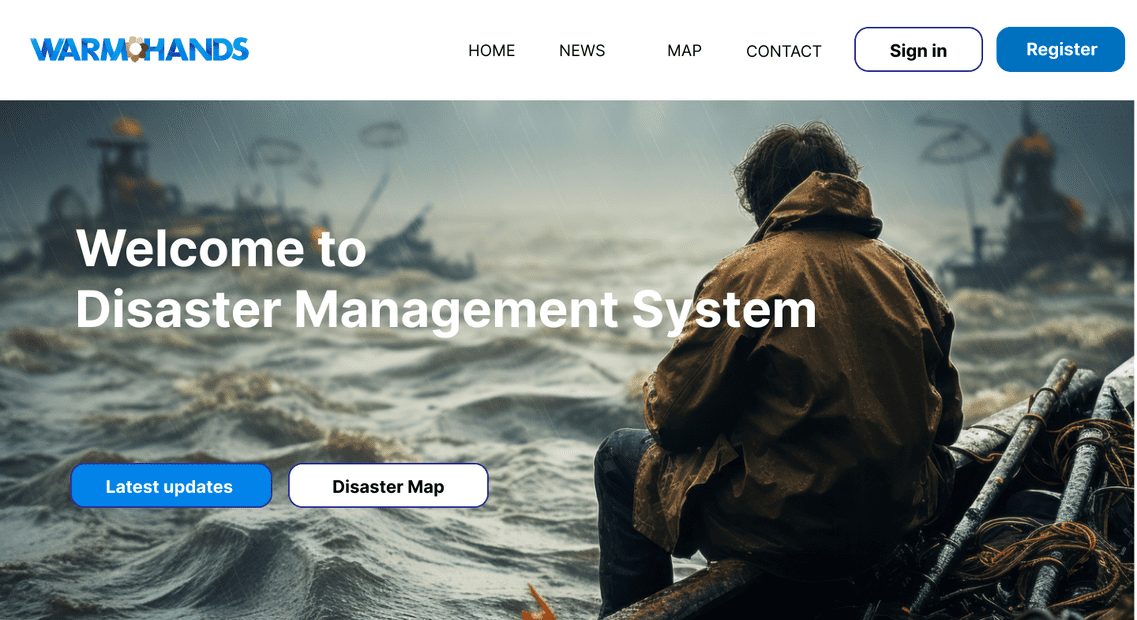 WARMHANDS
HOME NEWS MAP CONTACT Sign in Register
Welcome to
Disaster Management System
Latest updates Disaster Map